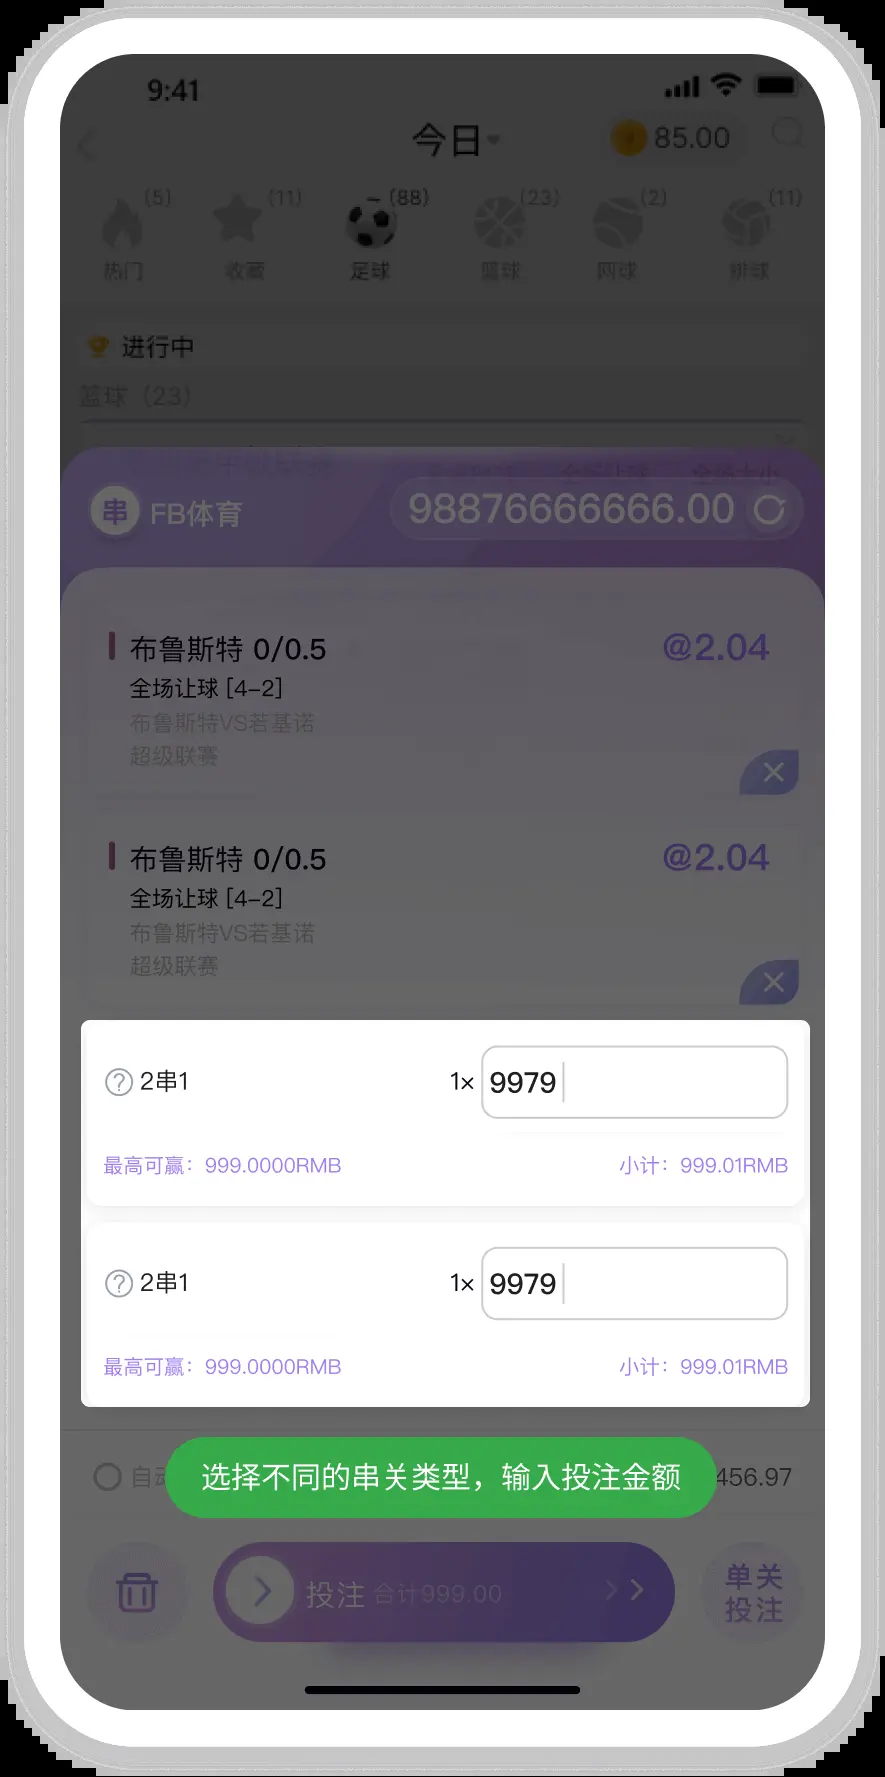 9:41
今日
85.00
(5) (11) (88) (23) (2) (11)
热门 收藏 足球 篮球 网球 排球
进行中
篮球（23）
全场大小
串 FB体育 98876666666.00
布鲁斯特 0/0.5 @2.04
全场让球 [4-2]
布鲁斯特VS若基诺
超级联赛
布鲁斯特 0/0.5 @2.04
全场让球 [4-2]
布鲁斯特VS若基诺
超级联赛
? 2串1 1× 9979
最高可赢：999.0000RMB 小计：999.01RMB
? 2串1 1× 9979
最高可赢：999.0000RMB 小计：999.01RMB
自动 选择不同的串关类型，输入投注金额 456.97
投注 合计999.00
单关
投注